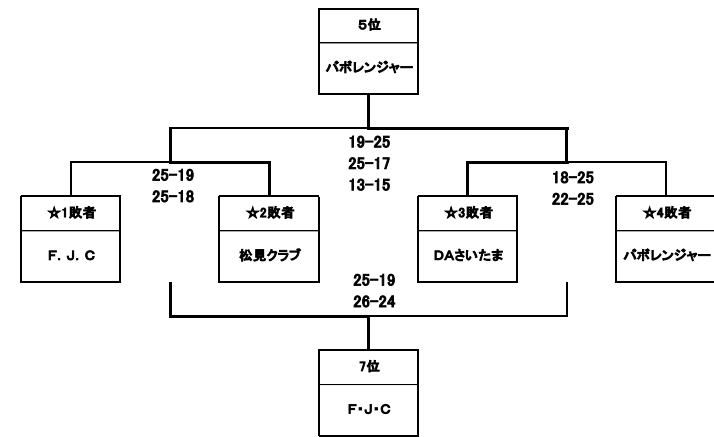 5位
パボレンジャー
19-25
25-17
13-15
25-19
25-18
18-25
22-25
☆1敗者
F. J. C
☆2敗者
松見クラブ
☆3敗者
DAさいたま
☆4敗者
パボレンジャー
25-19
26-24
7位
F・J・C